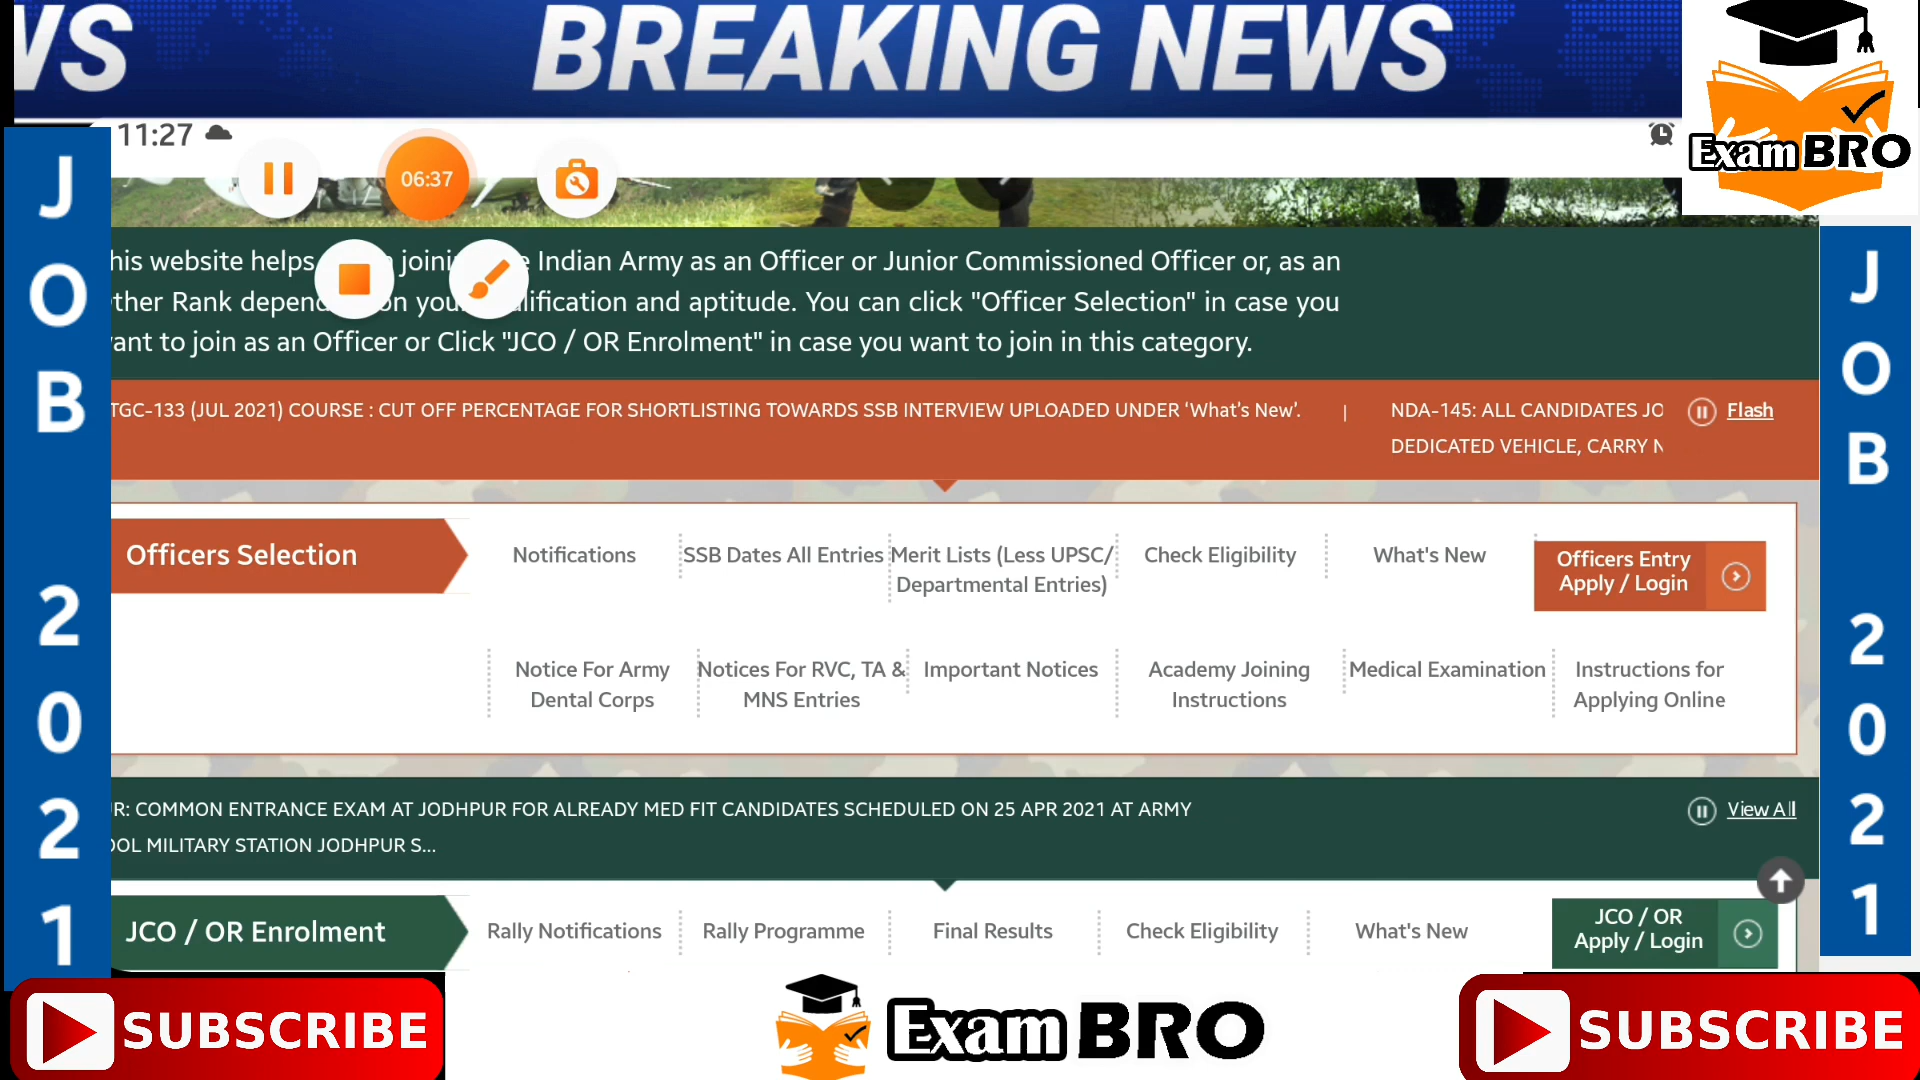 WS BREAKING NEWS
11:27
06:37
Exam BRO
JOB 2021
JOB 2021
his website helps joini Indian Army as an Officer or Junior Commissioned Officer or, as an
ther Rank depend on you lification and aptitude. You can click "Officer Selection" in case you
ant to join as an Officer or Click "JCO / OR Enrolment" in case you want to join in this category.
TGC-133 (JUL 2021) COURSE : CUT OFF PERCENTAGE FOR SHORTLISTING TOWARDS SSB INTERVIEW UPLOADED UNDER ‘What’s New’. | NDA-145: ALL CANDIDATES JO
DEDICATED VEHICLE, CARRY N
Flash
Officers Selection
Notifications
SSB Dates All Entries
Merit Lists (Less UPSC/
Departmental Entries)
Check Eligibility
What's New
Officers Entry
Apply / Login
Notice For Army
Dental Corps
Notices For RVC, TA &
MNS Entries
Important Notices
Academy Joining
Instructions
Medical Examination
Instructions for
Applying Online
R: COMMON ENTRANCE EXAM AT JODHPUR FOR ALREADY MED FIT CANDIDATES SCHEDULED ON 25 APR 2021 AT ARMY
OOL MILITARY STATION JODHPUR S...
View All
JCO / OR Enrolment
Rally Notifications
Rally Programme
Final Results
Check Eligibility
What's New
JCO / OR
Apply / Login
SUBSCRIBE
Exam BRO
SUBSCRIBE